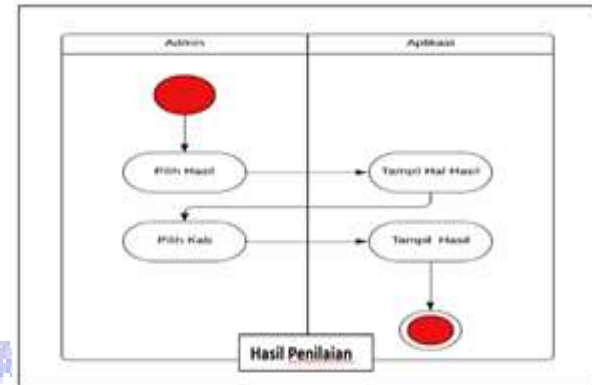 Admin
Aplikasi
Pilih Hasil
Tampil Hal Hasil
Pilih Kab
Tampil Hasil
Hasil Penilaian